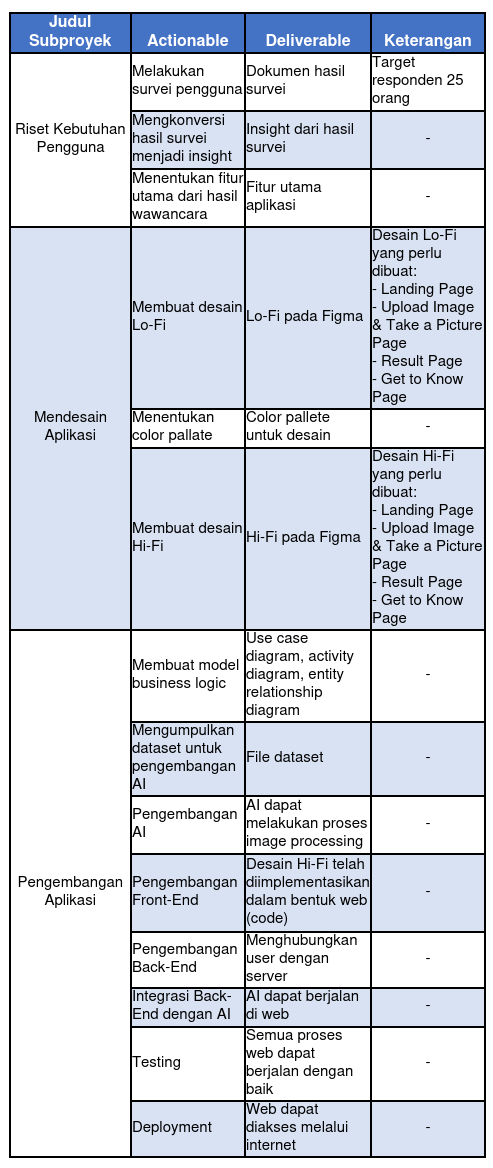 Judul
Subproyek
Actionable
Deliverable
Keterangan
Riset Kebutuhan
Pengguna
Melakukan
survei pengguna
Dokumen hasil
survei
Target
responden 25
orang
Mengkonversi
hasil survei
menjadi insight
Insight dari hasil
survei
-
Menentukan fitur
utama dari hasil
wawancara
Fitur utama
aplikasi
-
Mendesain
Aplikasi
Membuat desain
Lo-Fi
Lo-Fi pada Figma
Desain Lo-Fi
yang perlu
dibuat:
- Landing Page
- Upload Image
& Take a Picture
Page
- Result Page
- Get to Know
Page
Menentukan
color pallate
Color pallete
untuk desain
-
Membuat desain
Hi-Fi
Hi-Fi pada Figma
Desain Hi-Fi
yang perlu
dibuat:
- Landing Page
- Upload Image
& Take a Picture
Page
- Result Page
- Get to Know
Page
Pengembangan
Aplikasi
Membuat model
business logic
Use case
diagram, activity
diagram, entity
relationship
diagram
-
Mengumpulkan
dataset untuk
pengembangan
AI
File dataset
-
Pengembangan
AI
AI dapat
melakukan proses
image processing
-
Pengembangan
Front-End
Desain Hi-Fi telah
diimplementasikan
dalam bentuk web
(code)
-
Pengembangan
Back-End
Menghubungkan
user dengan
server
-
Integrasi Back-
End dengan AI
AI dapat berjalan
di web
-
Testing
Semua proses
web dapat
berjalan dengan
baik
-
Deployment
Web dapat
diakses melalui
internet
-